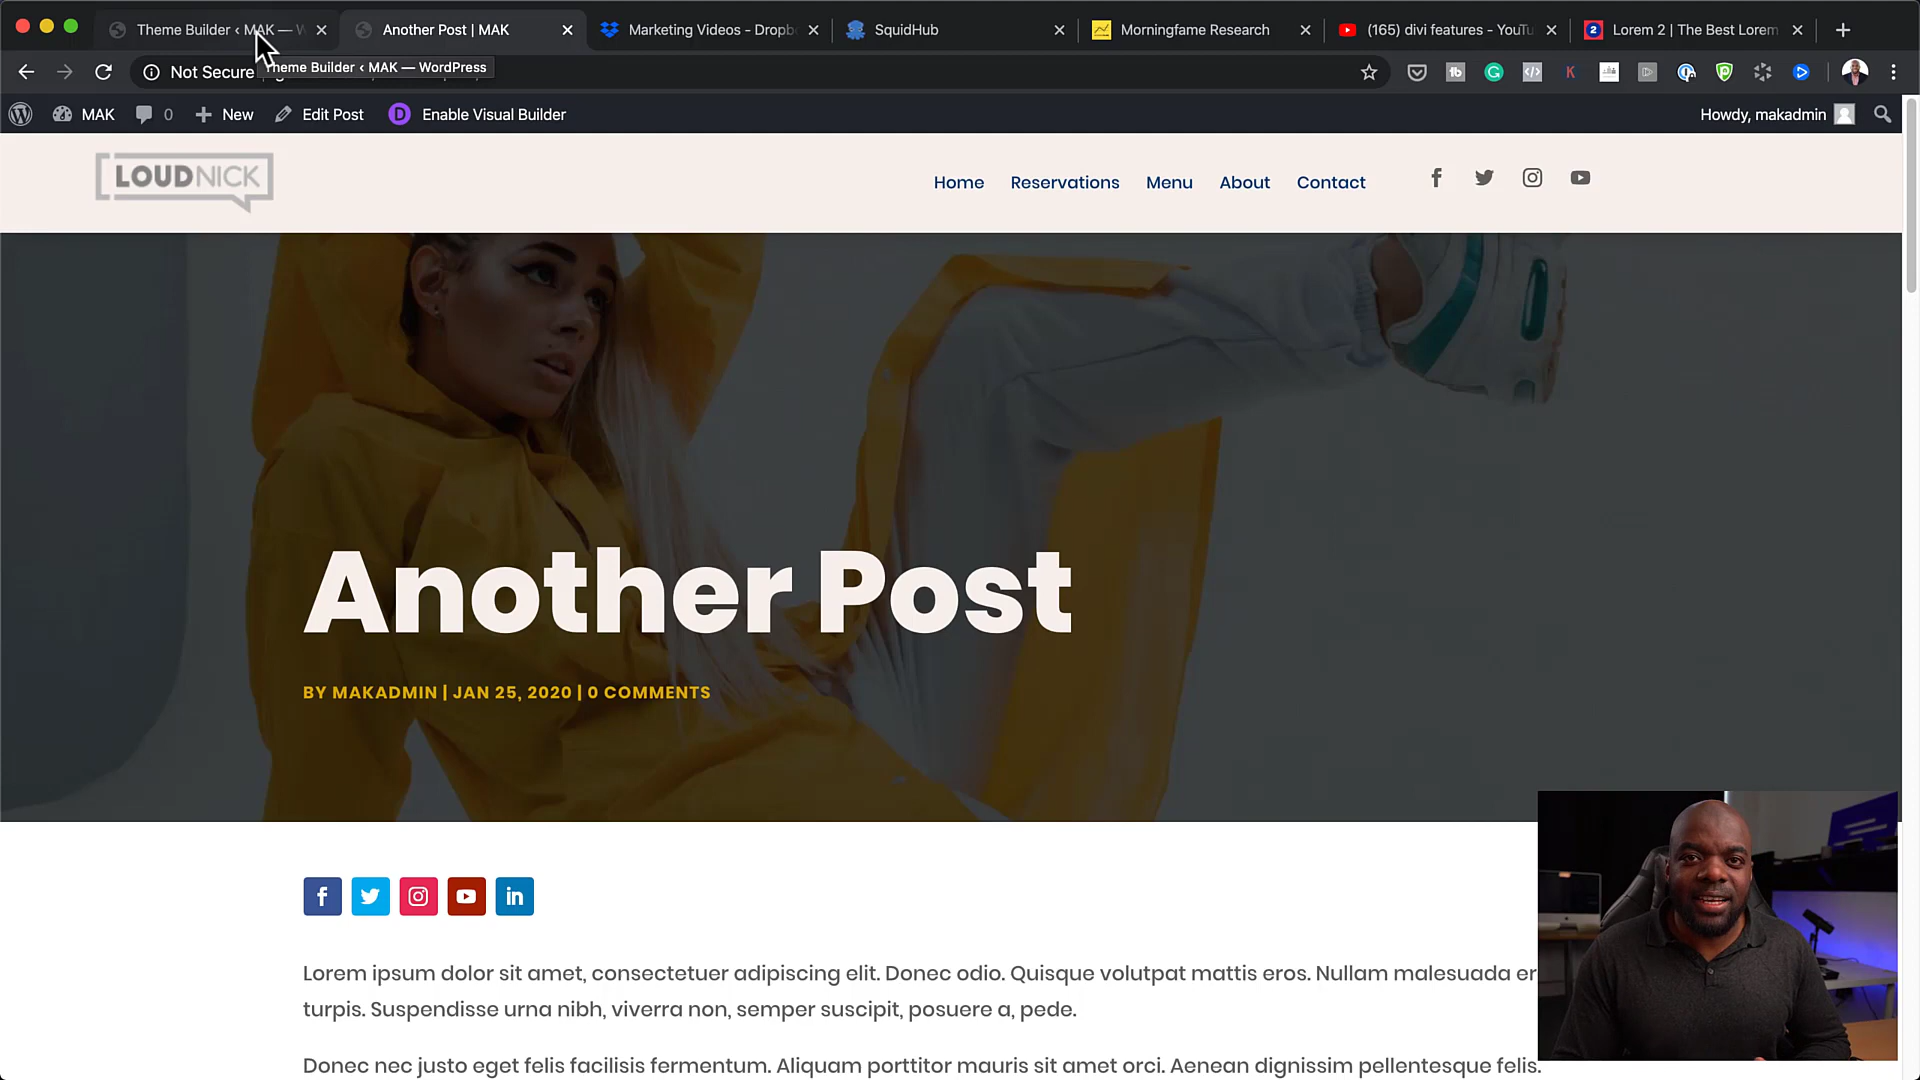 Theme Builder ‹ MAK — W
Another Post | MAK
Marketing Videos - Dropb
SquidHub
Morningfame Research
(165) divi features - YouTu
Lorem 2 | The Best Lorem
Not Secure
Theme Builder ‹ MAK — WordPress
MAK
0
New
Edit Post
Enable Visual Builder
Howdy, makadmin
LOUDNICK
Home
Reservations
Menu
About
Contact
Another Post
BY MAKADMIN | JAN 25, 2020 | 0 COMMENTS
Lorem ipsum dolor sit amet, consectetuer adipiscing elit. Donec odio. Quisque volutpat mattis eros. Nullam malesuada er
turpis. Suspendisse urna nibh, viverra non, semper suscipit, posuere a, pede.
Donec nec justo eget felis facilisis fermentum. Aliquam porttitor mauris sit amet orci. Aenean dignissim pellentesque felis.